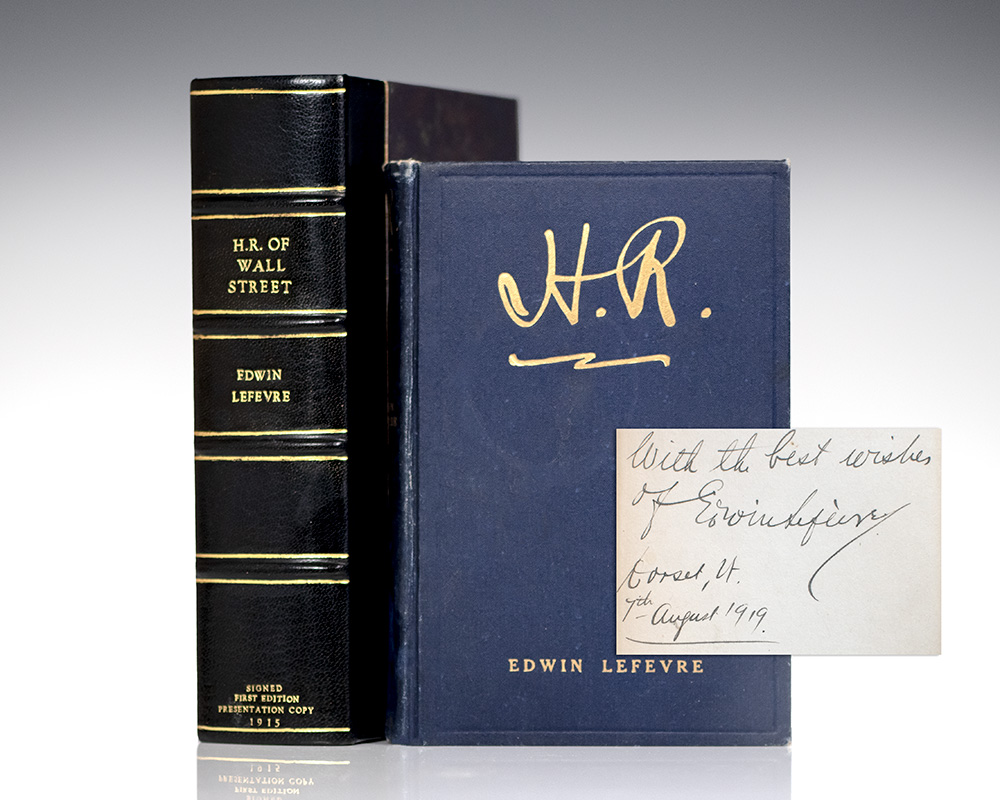 H.R. OF
WALL
STREET
EDWIN
LEFEVRE
SIGNED
FIRST EDITION
PRESENTATION COPY
1915
H.R.
EDWIN LEFEVRE
With the best wishes
of Edwin Lefèvre
Dorset, Vt.
7th August 1919.